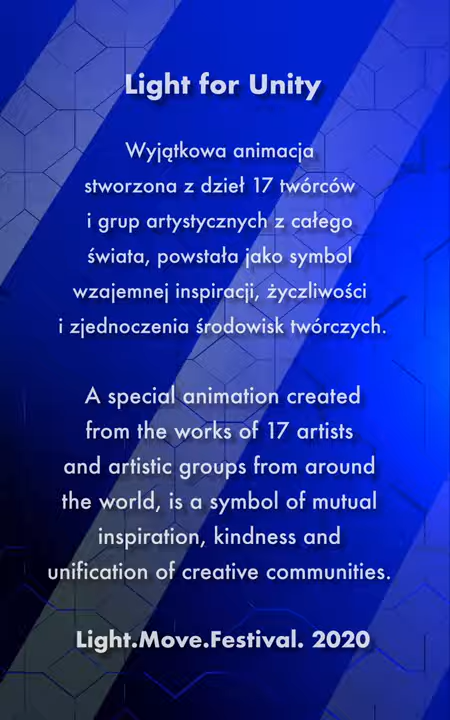 Light for Unity
Wyjątkowa animacja
stworzona z dzieł 17 twórców
i grup artystycznych z całego
świata, powstała jako symbol
wzajemnej inspiracji, życzliwości
i zjednoczenia środowisk twórczych.
A special animation created
from the works of 17 artists
and artistic groups from around
the world, is a symbol of mutual
inspiration, kindness and
unification of creative communities.
Light.Move.Festival. 2020